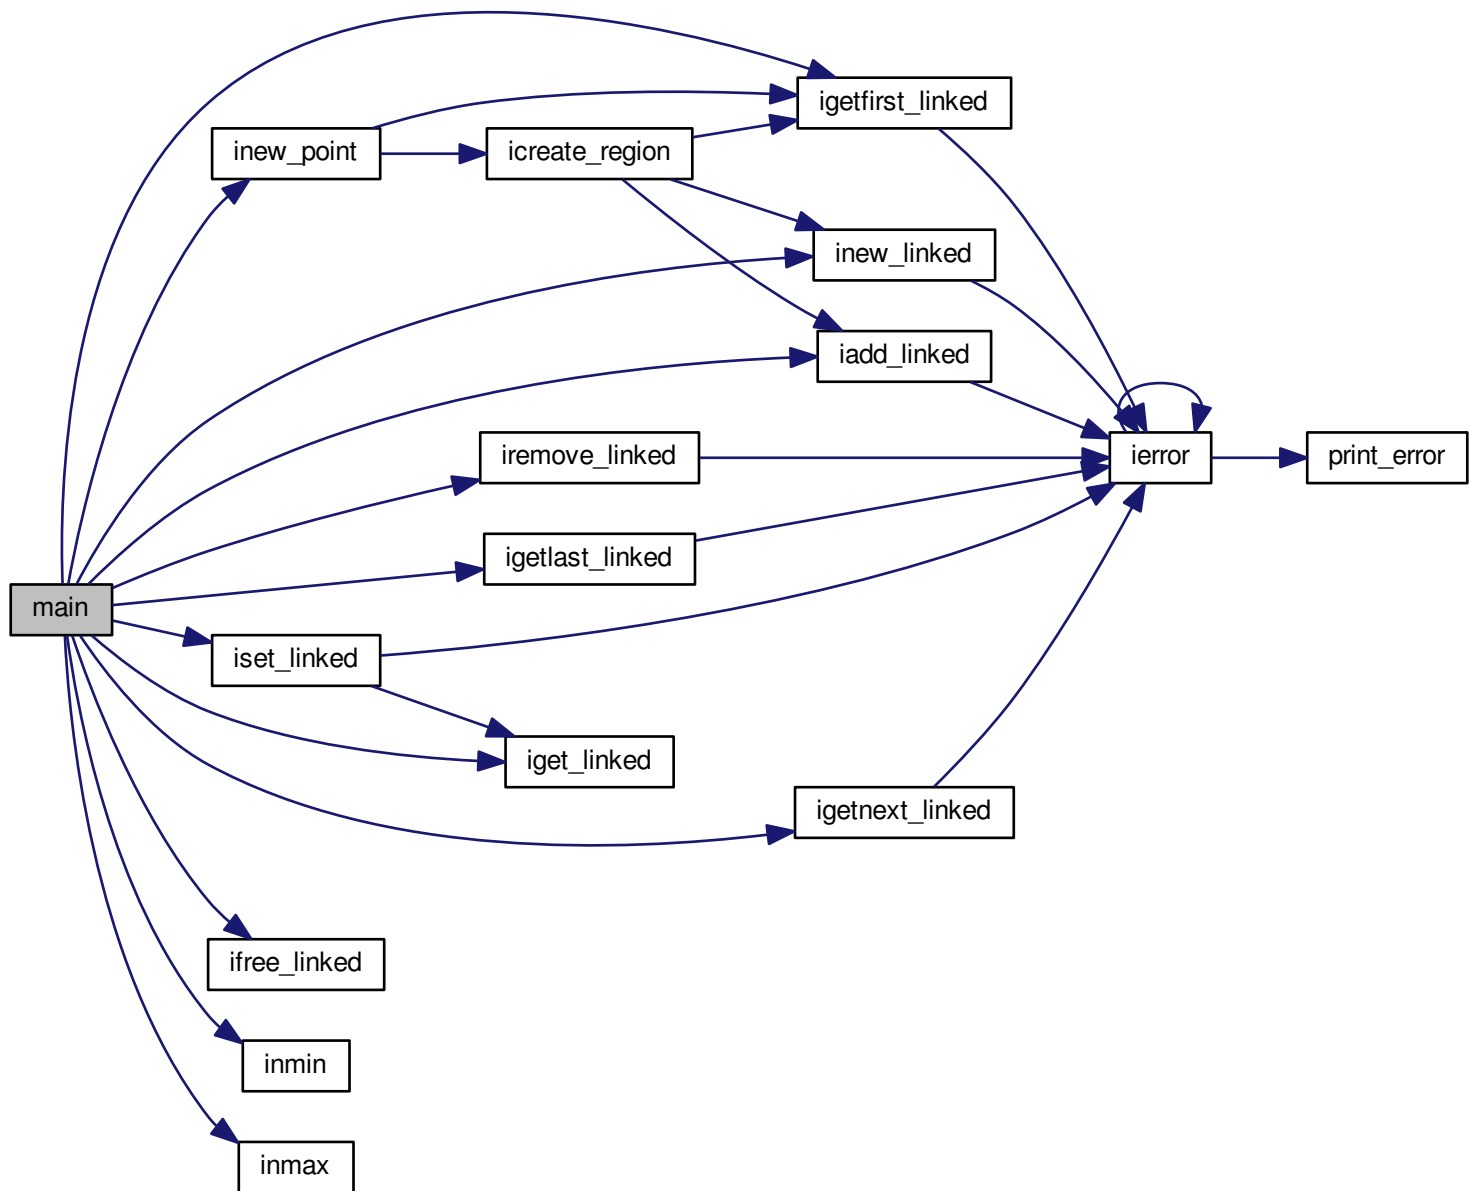 igetfirst_linked
inew_point
icreate_region
inew_linked
iadd_linked
iremove_linked
ierror
print_error
igetlast_linked
main
iset_linked
iget_linked
igetnext_linked
ifree_linked
inmin
inmax